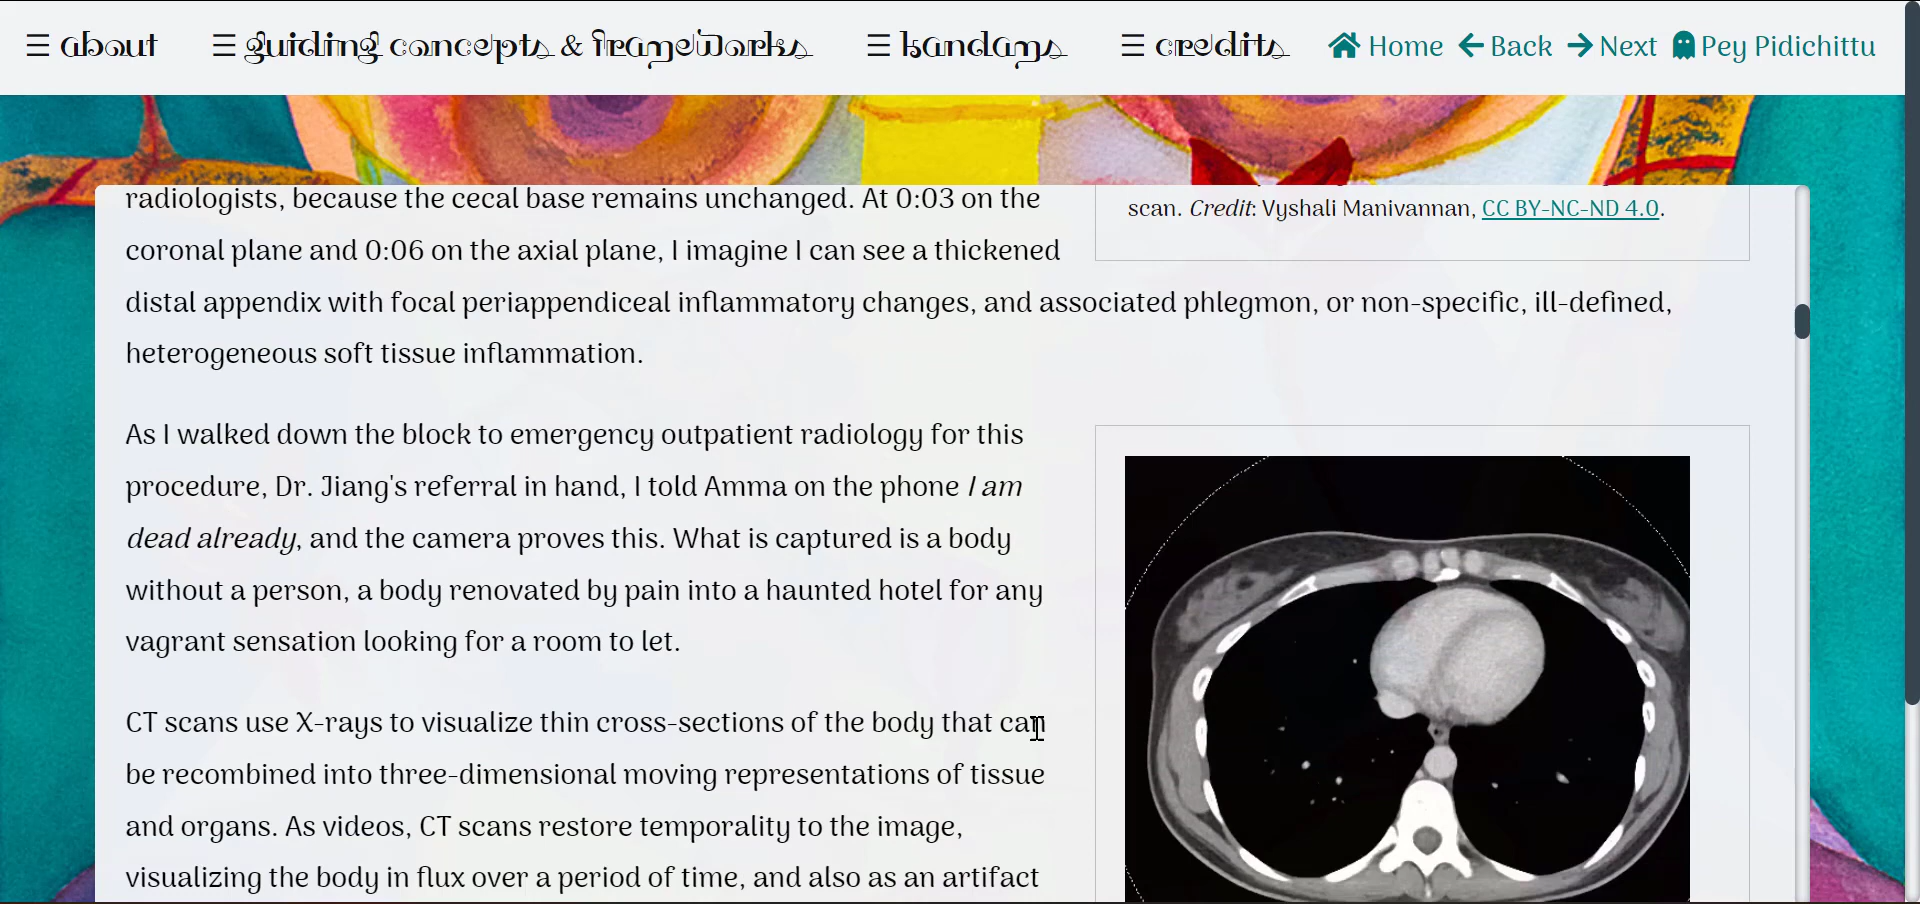 ☰ about ☰ guiding concepts & frameworks ☰ bandams ☰ credits Home Back Next Pey Pidichittu
radiologists, because the cecal base remains unchanged. At 0:03 on the
coronal plane and 0:06 on the axial plane, I imagine I can see a thickened
distal appendix with focal periappendiceal inflammatory changes, and associated phlegmon, or non-specific, ill-defined,
heterogeneous soft tissue inflammation.
scan. Credit: Vyshali Manivannan, CC BY-NC-ND 4.0.
As I walked down the block to emergency outpatient radiology for this
procedure, Dr. Jiang's referral in hand, I told Amma on the phone I am
dead already, and the camera proves this. What is captured is a body
without a person, a body renovated by pain into a haunted hotel for any
vagrant sensation looking for a room to let.
CT scans use X-rays to visualize thin cross-sections of the body that can
be recombined into three-dimensional moving representations of tissue
and organs. As videos, CT scans restore temporality to the image,
visualizing the body in flux over a period of time, and also as an artifact